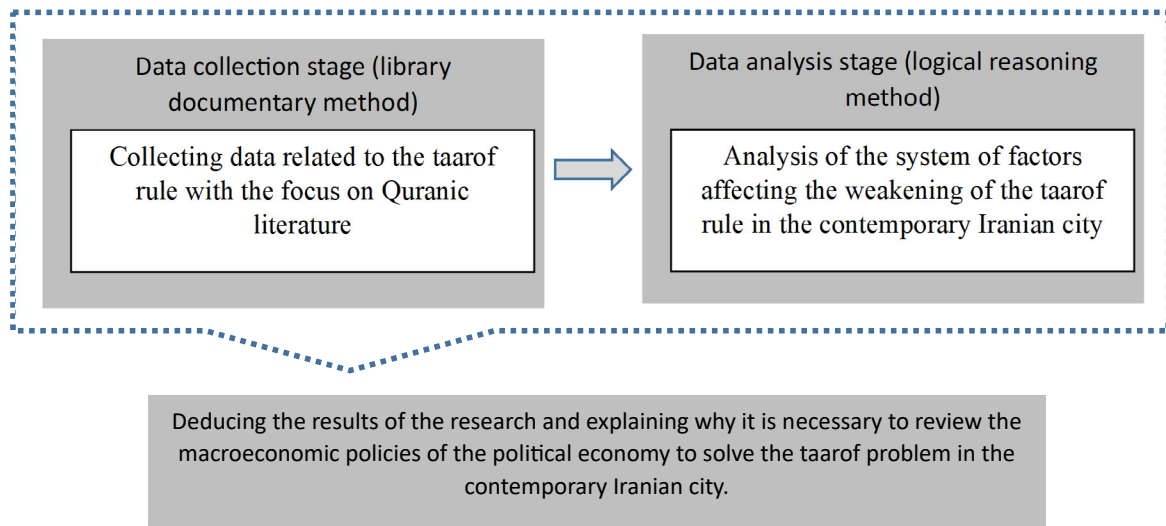 Data collection stage (library
documentary method)
Collecting data related to the taarof
rule with the focus on Quranic
literature
Data analysis stage (logical reasoning
method)
Analysis of the system of factors
affecting the weakening of the taarof
rule in the contemporary Iranian city
Deducing the results of the research and explaining why it is necessary to review the
macroeconomic policies of the political economy to solve the taarof problem in the
contemporary Iranian city.